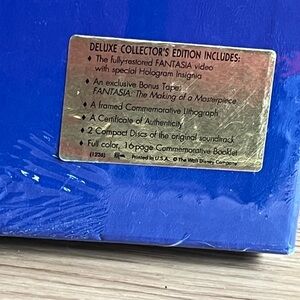 DELUXE COLLECTOR'S EDITION INCLUDES:
♦ The fully-restored FANTASIA video
with special Hologram Insignia
♦ An exclusive Bonus Tape:
FANTASIA: The Making of a Masterpiece
♦ A framed Commemorative Lithograph
♦ A Certificate of Authenticity
♦ 2 Compact Discs of the original soundtrack
♦ Full color, 16-page Commemorative Booklet
(1236) Printed in U.S.A. © The Walt Disney Company